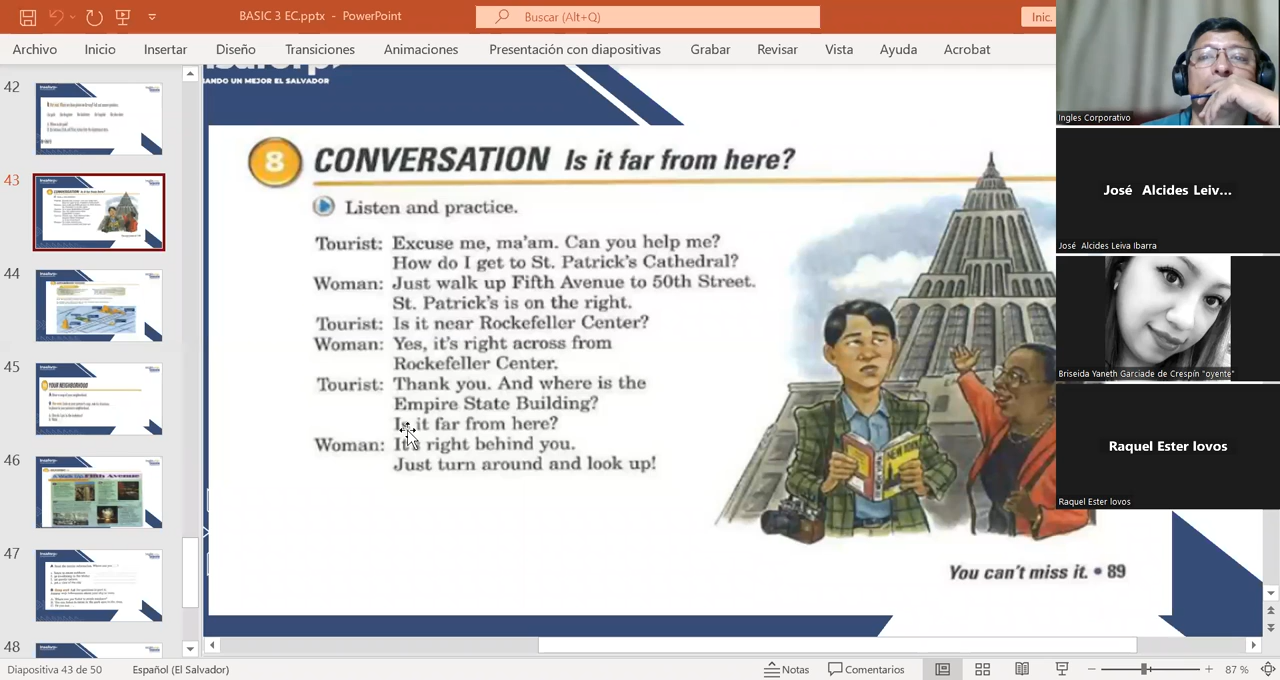 BASIC 3 EC.pptx - PowerPoint
Buscar (Alt+Q)
Inic.
Archivo Inicio Insertar Diseño Transiciones Animaciones Presentación con diapositivas Grabar Revisar Vista Ayuda Acrobat
42
43
44
45
46
47
48
ANDO UN MEJOR EL SALVADOR
8 CONVERSATION Is it far from here?
Listen and practice.
Tourist: Excuse me, ma'am. Can you help me?
How do I get to St. Patrick's Cathedral?
Woman: Just walk up Fifth Avenue to 50th Street.
St. Patrick's is on the right.
Tourist: Is it near Rockefeller Center?
Woman: Yes, it's right across from
Rockefeller Center.
Tourist: Thank you. And where is the
Empire State Building?
Is it far from here?
Woman: It's right behind you.
Just turn around and look up!
You can't miss it. • 89
Ingles Corporativo
José Alcides Leiv...
José Alcides Leiva Ibarra
Briseida Yaneth Garciade de Crespín "oyente"
Raquel Ester lovos
Raquel Ester lovos
Diapositiva 43 de 50 Español (El Salvador) Notas Comentarios 87 %